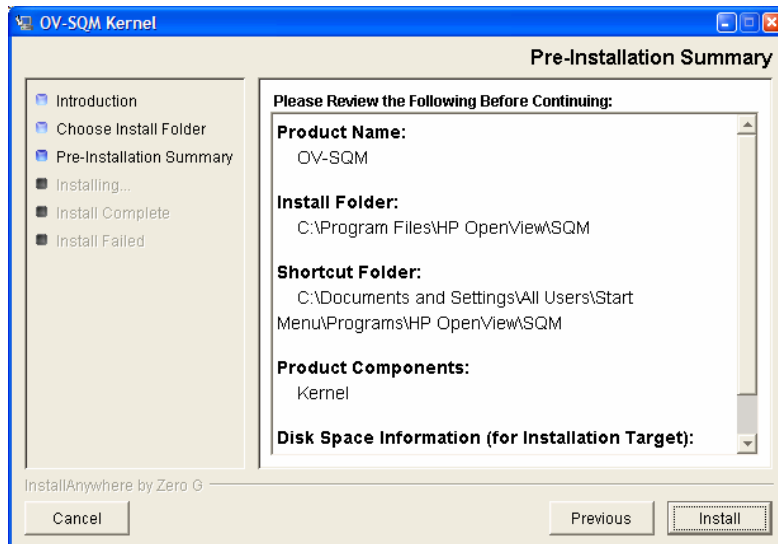 OV-SQM Kernel
Pre-Installation Summary
Introduction
Choose Install Folder
Pre-Installation Summary
Installing...
Install Complete
Install Failed
Please Review the Following Before Continuing:
Product Name:
OV-SQM
Install Folder:
C:\Program Files\HP OpenView\SQM
Shortcut Folder:
C:\Documents and Settings\All Users\Start
Menu\Programs\HP OpenView\SQM
Product Components:
Kernel
Disk Space Information (for Installation Target):
InstallAnywhere by Zero G
Cancel
Previous
Install